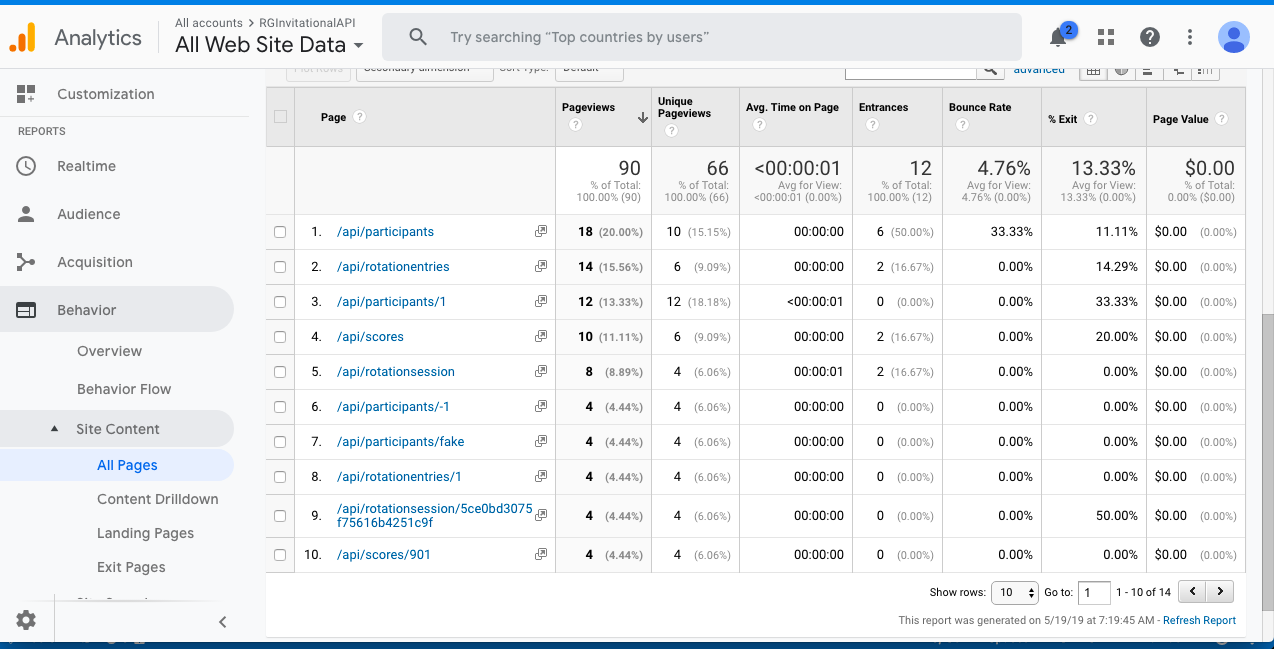 Analytics
All accounts > RGInvitationalAPI
All Web Site Data
Try searching “Top countries by users”
2
Customization
REPORTS
Realtime
Audience
Acquisition
Behavior
Overview
Behavior Flow
Site Content
All Pages
Content Drilldown
Landing Pages
Exit Pages
Plot Rows Secondary dimension Sort Type: Default advanced
Page Pageviews Unique Pageviews Avg. Time on Page Entrances Bounce Rate % Exit Page Value
90 66 <00:00:01 12 4.76% 13.33% $0.00
% of Total: % of Total: Avg for View: % of Total: Avg for View: Avg for View: % of Total:
100.00% (90) 100.00% (66) <00:00:01 (0.00%) 100.00% (12) 4.76% (0.00%) 13.33% (0.00%) 0.00% ($0.00)
1. /api/participants 18 (20.00%) 10 (15.15%) 00:00:00 6 (50.00%) 33.33% 11.11% $0.00 (0.00%)
2. /api/rotationentries 14 (15.56%) 6 (9.09%) 00:00:00 2 (16.67%) 0.00% 14.29% $0.00 (0.00%)
3. /api/participants/1 12 (13.33%) 12 (18.18%) <00:00:01 0 (0.00%) 0.00% 33.33% $0.00 (0.00%)
4. /api/scores 10 (11.11%) 6 (9.09%) 00:00:00 2 (16.67%) 0.00% 20.00% $0.00 (0.00%)
5. /api/rotationsession 8 (8.89%) 4 (6.06%) 00:00:01 2 (16.67%) 0.00% 0.00% $0.00 (0.00%)
6. /api/participants/-1 4 (4.44%) 4 (6.06%) 00:00:00 0 (0.00%) 0.00% 0.00% $0.00 (0.00%)
7. /api/participants/fake 4 (4.44%) 4 (6.06%) 00:00:00 0 (0.00%) 0.00% 0.00% $0.00 (0.00%)
8. /api/rotationentries/1 4 (4.44%) 4 (6.06%) 00:00:00 0 (0.00%) 0.00% 0.00% $0.00 (0.00%)
9. /api/rotationsession/5ce0bd3075
f75616b4251c9f 4 (4.44%) 4 (6.06%) 00:00:00 0 (0.00%) 0.00% 50.00% $0.00 (0.00%)
10. /api/scores/901 4 (4.44%) 4 (6.06%) 00:00:00 0 (0.00%) 0.00% 0.00% $0.00 (0.00%)
Show rows: 10 Go to: 1 1 - 10 of 14
This report was generated on 5/19/19 at 7:19:45 AM - Refresh Report